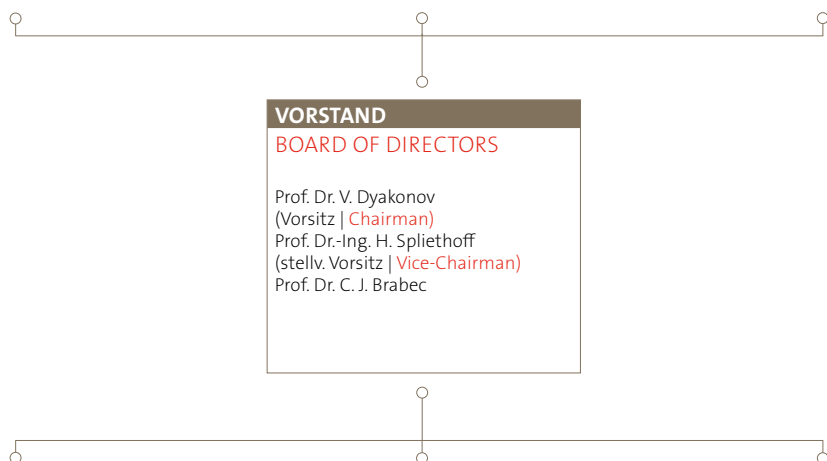 VORSTAND
BOARD OF DIRECTORS
Prof. Dr. V. Dyakonov
(Vorsitz | Chairman)
Prof. Dr.-Ing. H. Spliethoff
(stellv. Vorsitz | Vice-Chairman)
Prof. Dr. C. J. Brabec